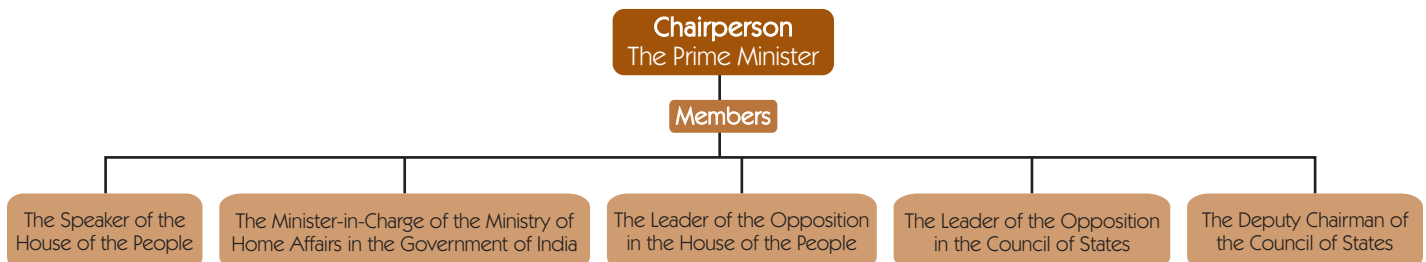 Chairperson
The Prime Minister
Members
The Speaker of the
House of the People
The Minister-in-Charge of the Ministry of
Home Affairs in the Government of India
The Leader of the Opposition
in the House of the People
The Leader of the Opposition
in the Council of States
The Deputy Chairman of
the Council of States